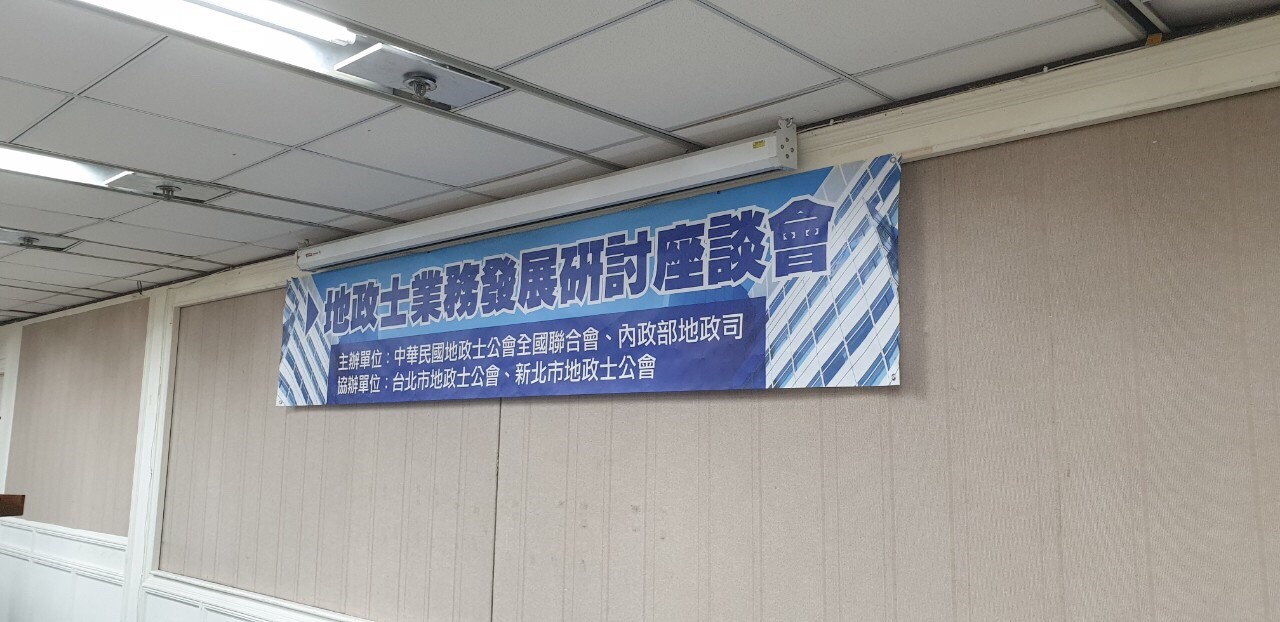 地政士業務發展研討座談會
主辦單位：中華民國地政士公會全國聯合會、內政部地政司
協辦單位：台北市地政士公會、新北市地政士公會